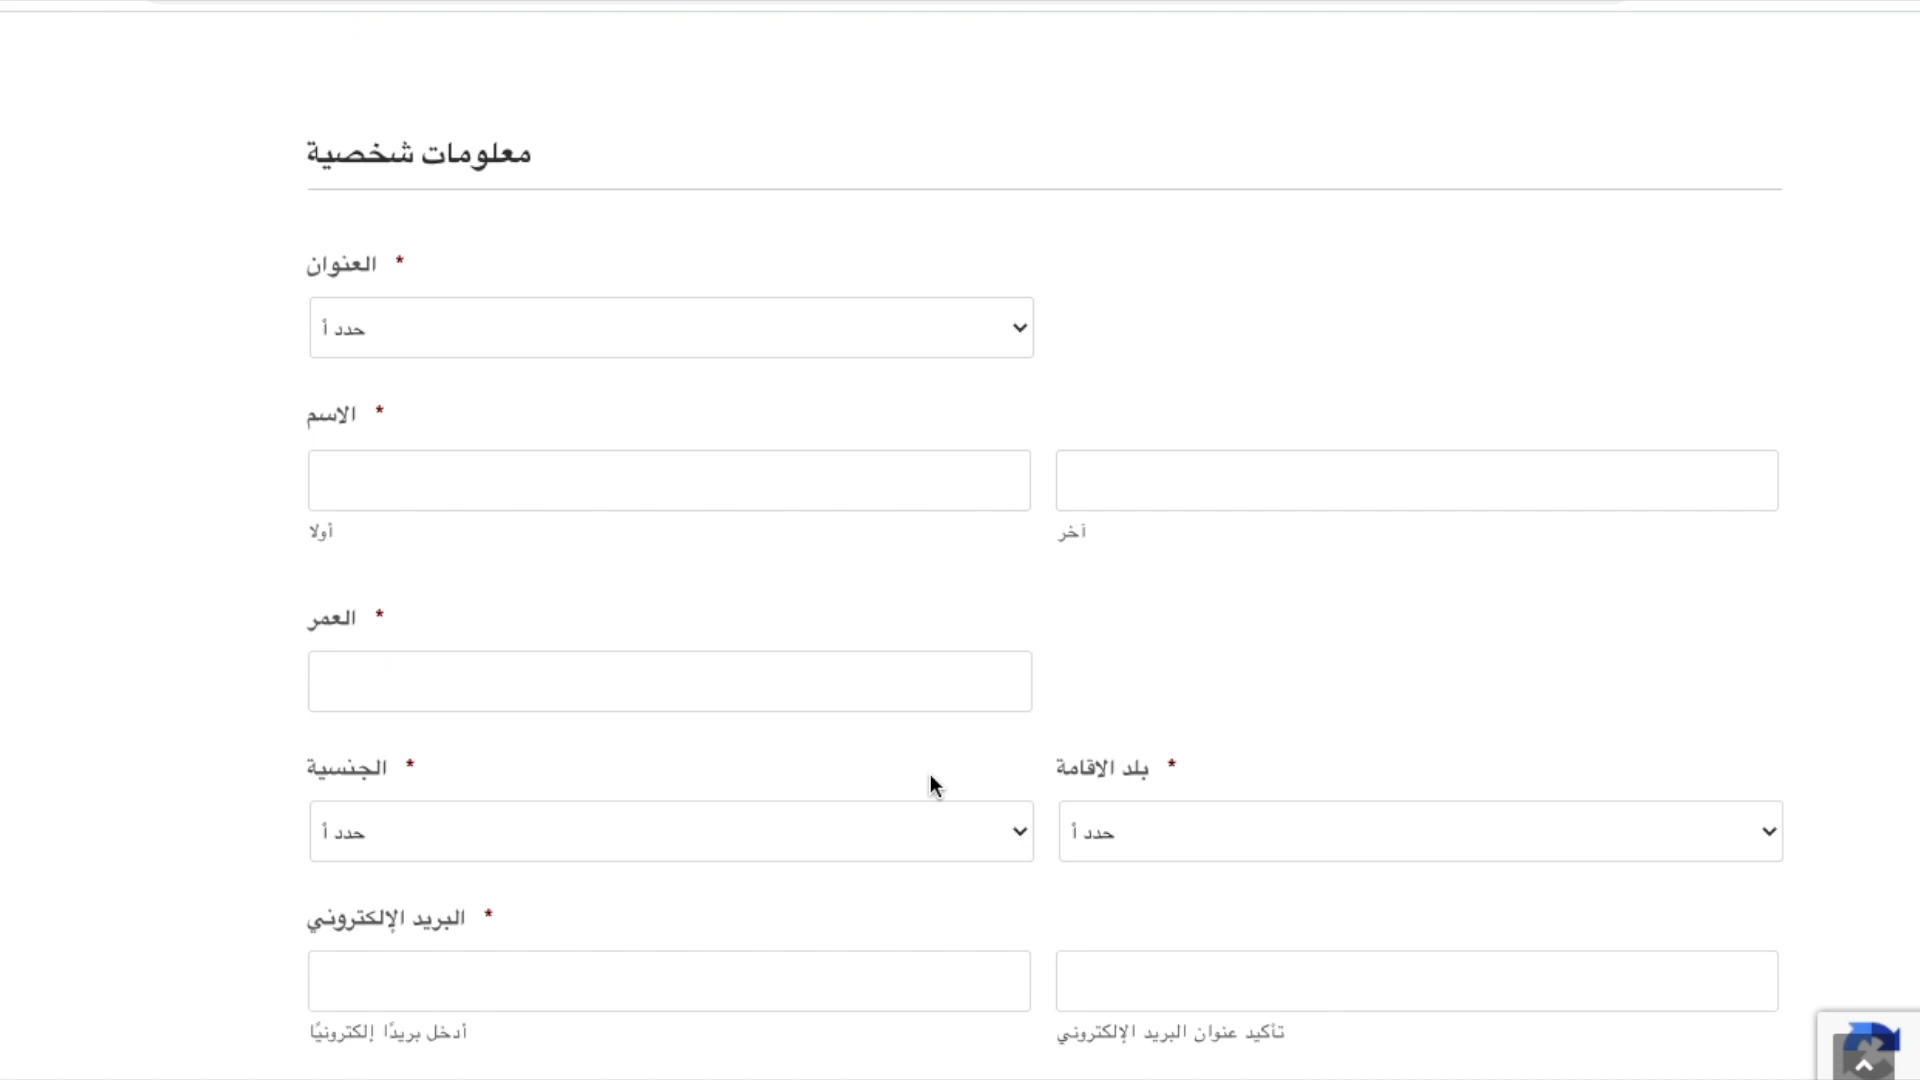 معلومات شخصية
العنوان *
حدد أ
الاسم *
أولا
آخر
العمر *
الجنسية *
حدد أ
بلد الاقامة *
حدد أ
البريد الإلكتروني *
أدخل بريدًا إلكترونيًا
تأكيد عنوان البريد الإلكتروني